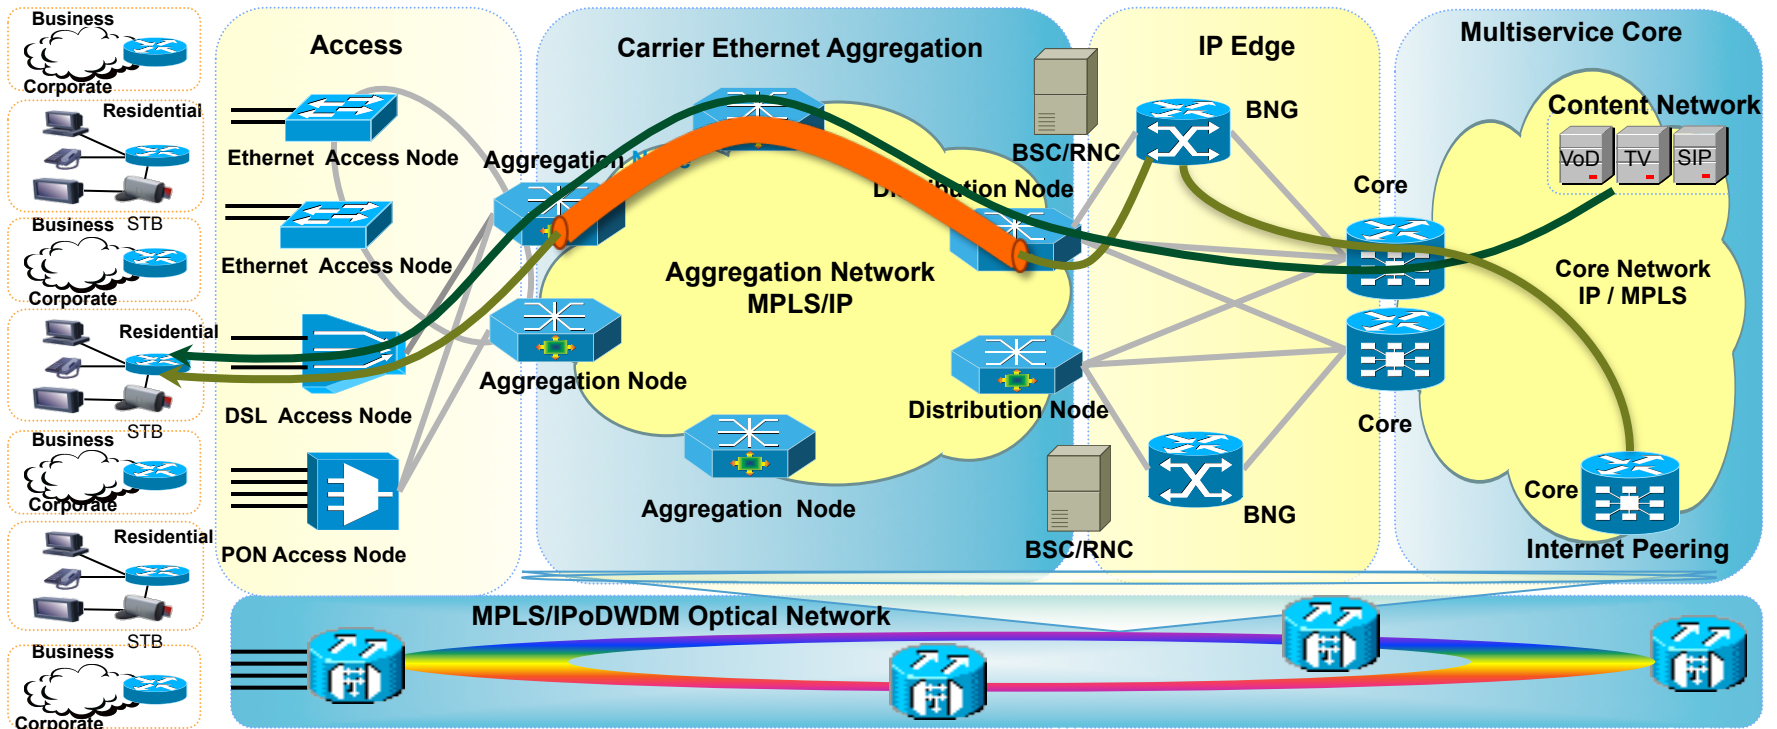 Business
Corporate
Residential
STB
Business
Corporate
Residential
STB
Business
Corporate
Residential
STB
Business
Corporate
Access
Ethernet Access Node
Ethernet Access Node
DSL Access Node
PON Access Node
Carrier Ethernet Aggregation
Aggregation
Distribution Node
Aggregation Network
MPLS/IP
Aggregation Node
Distribution Node
Aggregation Node
BSC/RNC
BSC/RNC
IP Edge
BNG
BNG
Multiservice Core
Content Network
VoD
TV
SIP
Core
Core Network
IP / MPLS
Core
Core
Internet Peering
MPLS/IPoDWDM Optical Network